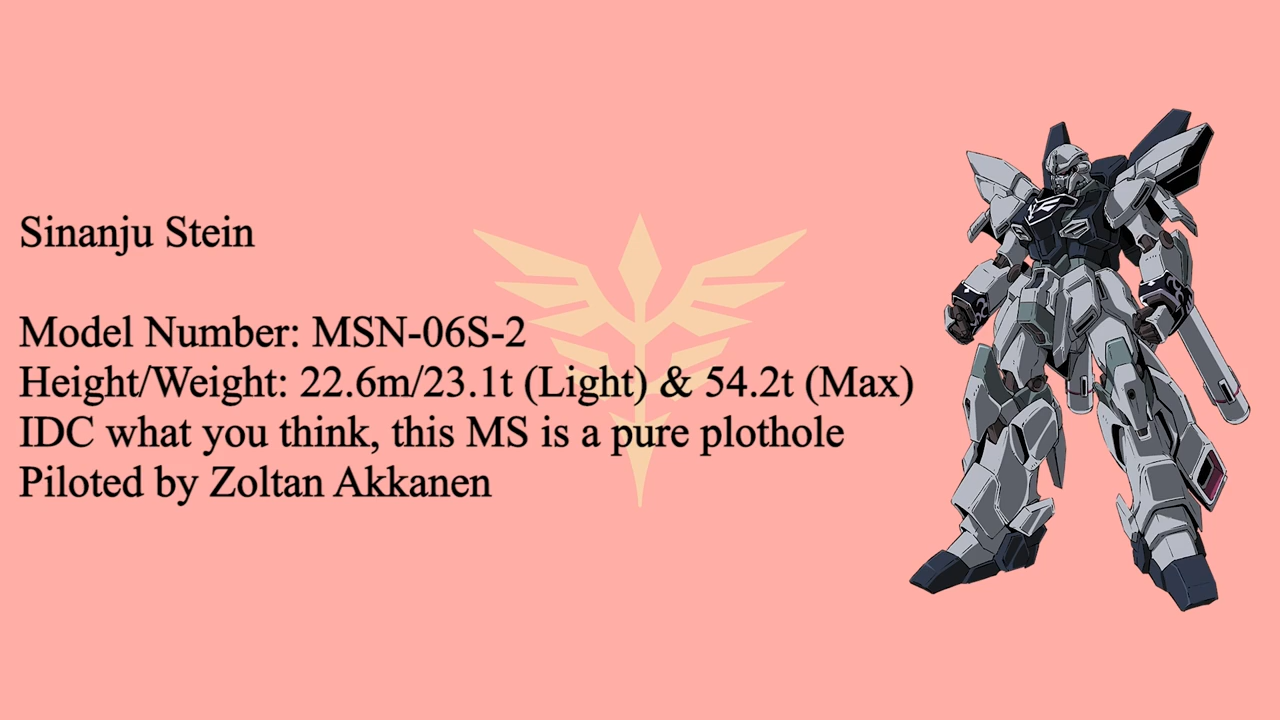 Sinanju Stein
Model Number: MSN-06S-2
Height/Weight: 22.6m/23.1t (Light) & 54.2t (Max)
IDC what you think, this MS is a pure plothole
Piloted by Zoltan Akkanen